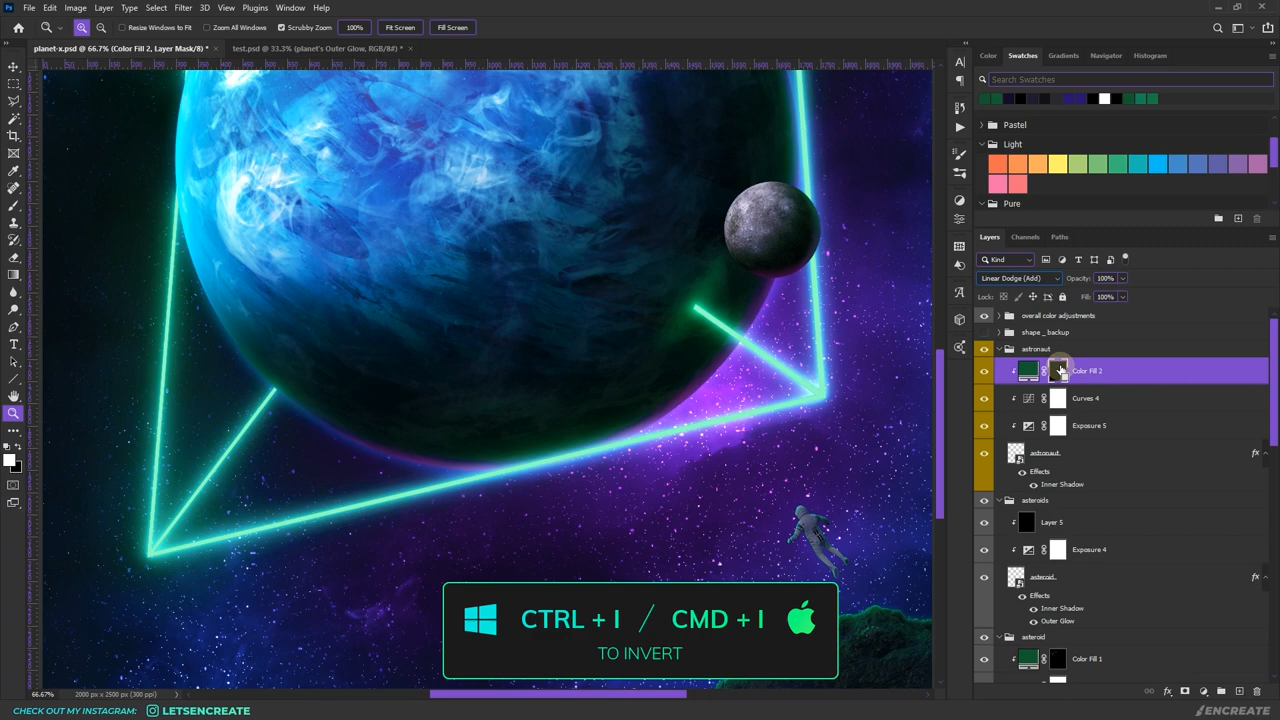 Ps File Edit Image Layer Type Select Filter 3D View Plugins Window Help
Resize Windows to Fit Zoom All Windows Scrubby Zoom 100% Fit Screen Fill Screen
planet-x.psd @ 66.7% (Color Fill 2, Layer Mask/8) * × test.psd @ 33.3% (planet's Outer Glow, RGB/8#) * ×
Color Swatches Gradients Navigator Histogram
Search Swatches
Pastel
Light
Pure
Layers Channels Paths
Kind
Linear Dodge (Add) Opacity: 100%
Lock: Fill: 100%
overall color adjustments
shape _ backup
astronaut
Color Fill 2
Curves 4
Exposure 5
astronaut fx
Effects
Inner Shadow
asteroids
Layer 5
Exposure 4
asteroid fx
Effects
Inner Shadow
Outer Glow
asteroid
Color Fill 1
CTRL + I / CMD + I
TO INVERT
66.67% 2000 px x 2500 px (300 ppi)
CHECK OUT MY INSTAGRAM: LETSENCREATE
ENCREATE